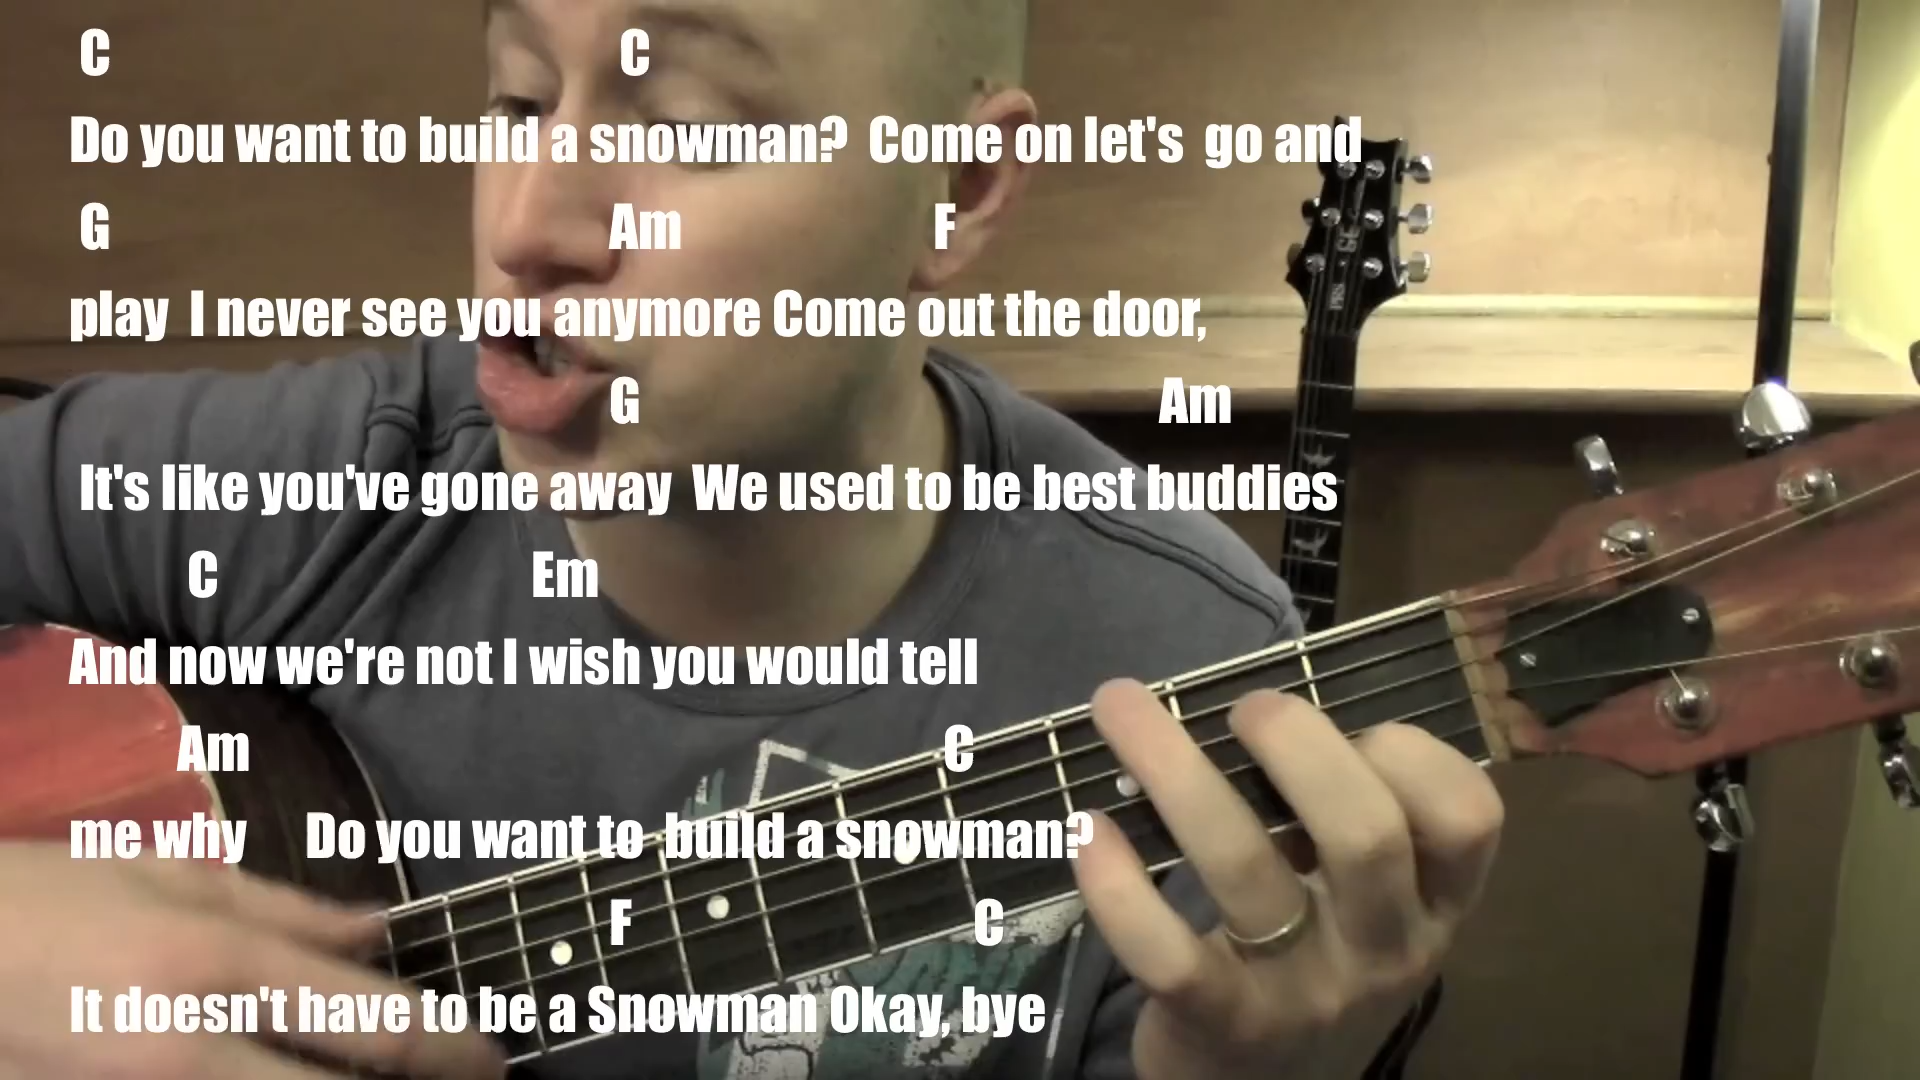 C C
Do you want to build a snowman? Come on let's go and
G Am F
play I never see you anymore Come out the door,
G Am
It's like you've gone away We used to be best buddies
C Em
And now we're not I wish you would tell
Am C
me why Do you want to build a snowman?
F C
It doesn't have to be a Snowman Okay, bye
PRS